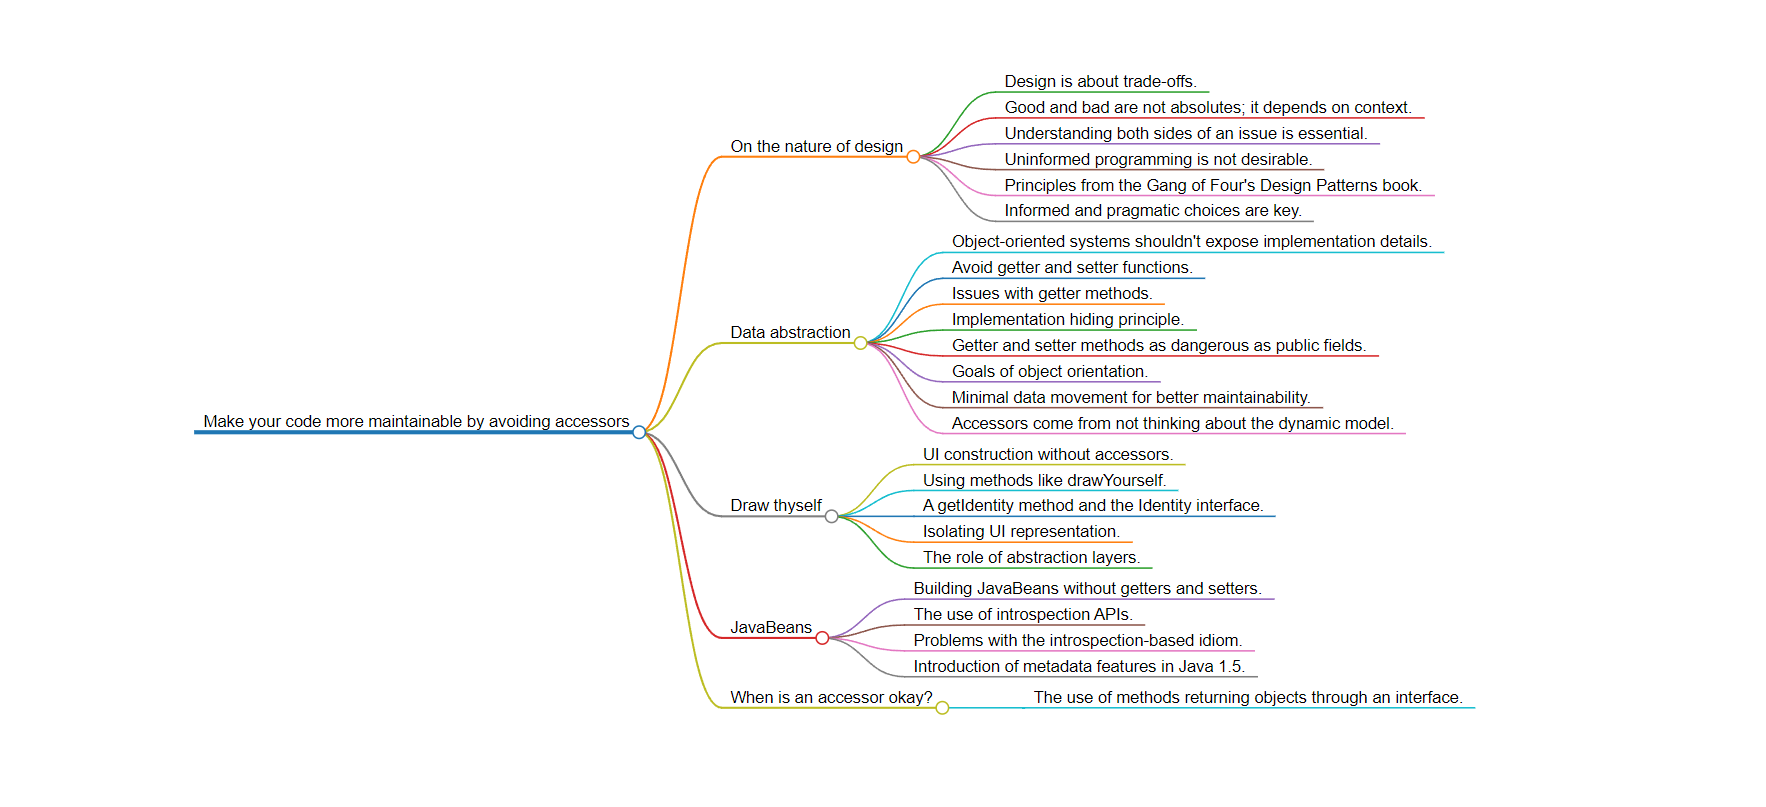 Make your code more maintainable by avoiding accessors
On the nature of design
Design is about trade-offs.
Good and bad are not absolutes; it depends on context.
Understanding both sides of an issue is essential.
Uninformed programming is not desirable.
Principles from the Gang of Four's Design Patterns book.
Informed and pragmatic choices are key.
Data abstraction
Object-oriented systems shouldn't expose implementation details.
Avoid getter and setter functions.
Issues with getter methods.
Implementation hiding principle.
Getter and setter methods as dangerous as public fields.
Goals of object orientation.
Minimal data movement for better maintainability.
Accessors come from not thinking about the dynamic model.
Draw thyself
UI construction without accessors.
Using methods like drawYourself.
A getIdentity method and the Identity interface.
Isolating UI representation.
The role of abstraction layers.
JavaBeans
Building JavaBeans without getters and setters.
The use of introspection APIs.
Problems with the introspection-based idiom.
Introduction of metadata features in Java 1.5.
When is an accessor okay?
The use of methods returning objects through an interface.